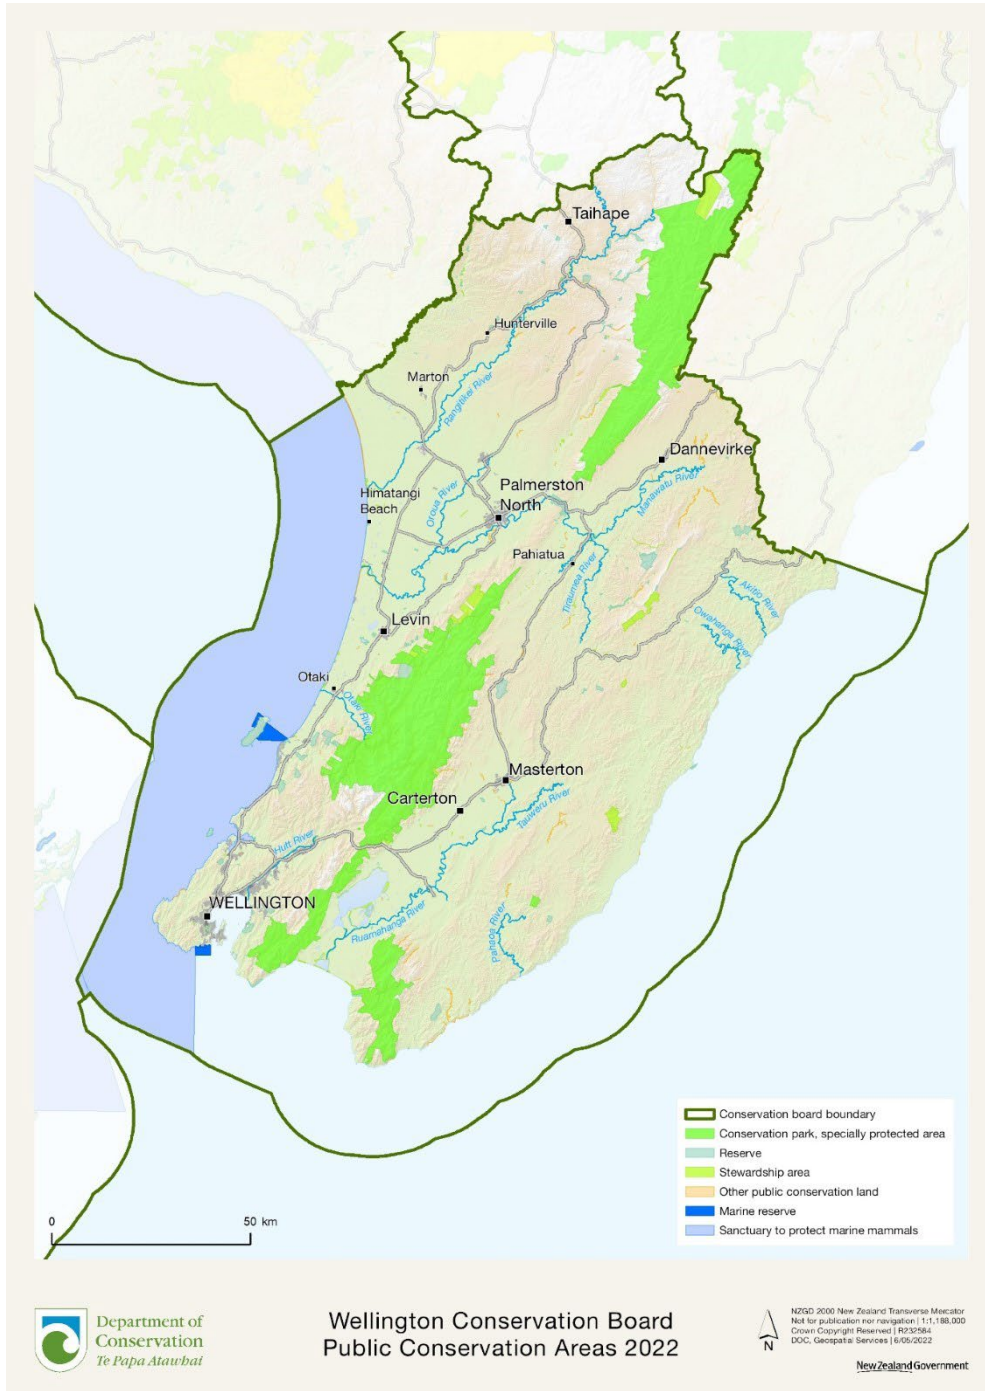 Taihape
Hunterville
Marton
Rangitikei River
Dannevirke
Himatangi
Beach
Oroua River
Palmerston
North
Manawatu River
Pahiatua
Tiraumea River
Akitio River
Owahanga River
Levin
Otaki
Otaki River
Masterton
Carterton
Tauweru River
Hutt River
WELLINGTON
Ruamahanga River
Pahaoa River
Conservation board boundary
Conservation park, specially protected area
Reserve
Stewardship area
Other public conservation land
Marine reserve
Sanctuary to protect marine mammals
0 50 km
Department of
Conservation
Te Papa Atawhai
Wellington Conservation Board
Public Conservation Areas 2022
N
NZGD 2000 New Zealand Transverse Mercator
Not for publication nor navigation | 1:1,188,000
Crown Copyright Reserved | R232584
DOC, Geospatial Services | 6/05/2022
New Zealand Government